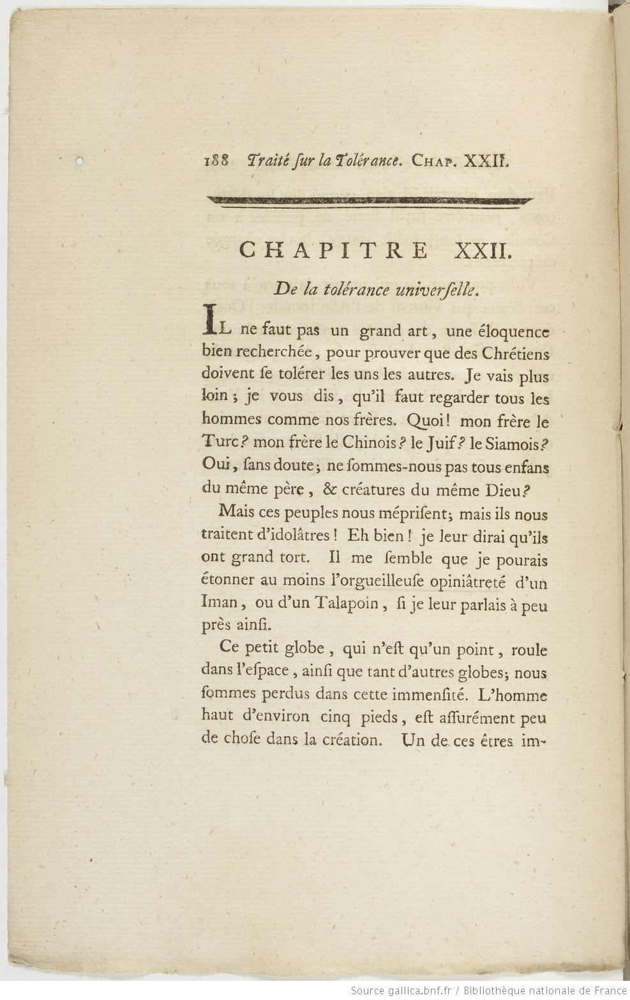 188 Traité ſur la Tolérance. CHAP. XXII.
CHAPITRE XXII.
De la tolérance univerſelle.
IL ne faut pas un grand art, une éloquence
bien recherchée, pour prouver que des Chrétiens
doivent ſe tolérer les uns les autres. Je vais plus
loin; je vous dis, qu'il faut regarder tous les
hommes comme nos frères. Quoi! mon frère le
Turc? mon frère le Chinois? le Juif? le Siamois?
Oui, ſans doute; ne ſommes-nous pas tous enfans
du même père, & créatures du même Dieu?
Mais ces peuples nous mépriſent; mais ils nous
traitent d'idolâtres! Eh bien! je leur dirai qu'ils
ont grand tort. Il me ſemble que je pourais
étonner au moins l'orgueilleuſe opiniâtreté d'un
Iman, ou d'un Talapoin, ſi je leur parlais à peu
près ainſi.
Ce petit globe, qui n'eſt qu'un point, roule
dans l'eſpace, ainſi que tant d'autres globes; nous
ſommes perdus dans cette immenſité. L'homme
haut d'environ cinq pieds, eſt aſſurément peu
de choſe dans la création. Un de ces êtres im-
Source gallica.bnf.fr / Bibliothèque nationale de France